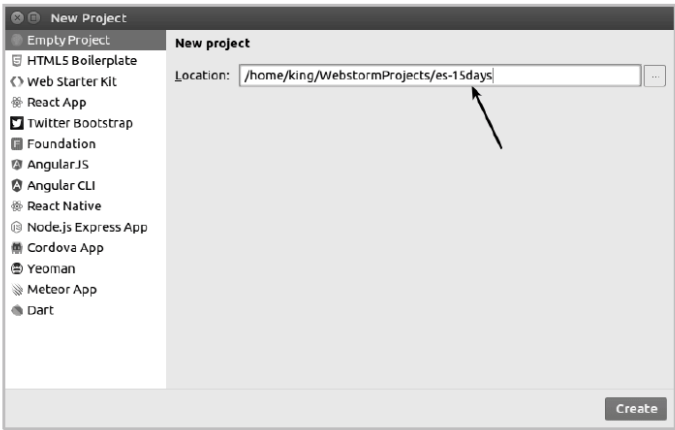 New Project
Empty Project
HTML5 Boilerplate
Web Starter Kit
React App
Twitter Bootstrap
Foundation
AngularJS
Angular CLI
React Native
Node.js Express App
Cordova App
Yeoman
Meteor App
Dart
New project
Location: /home/king/WebstormProjects/es-15days
...
Create